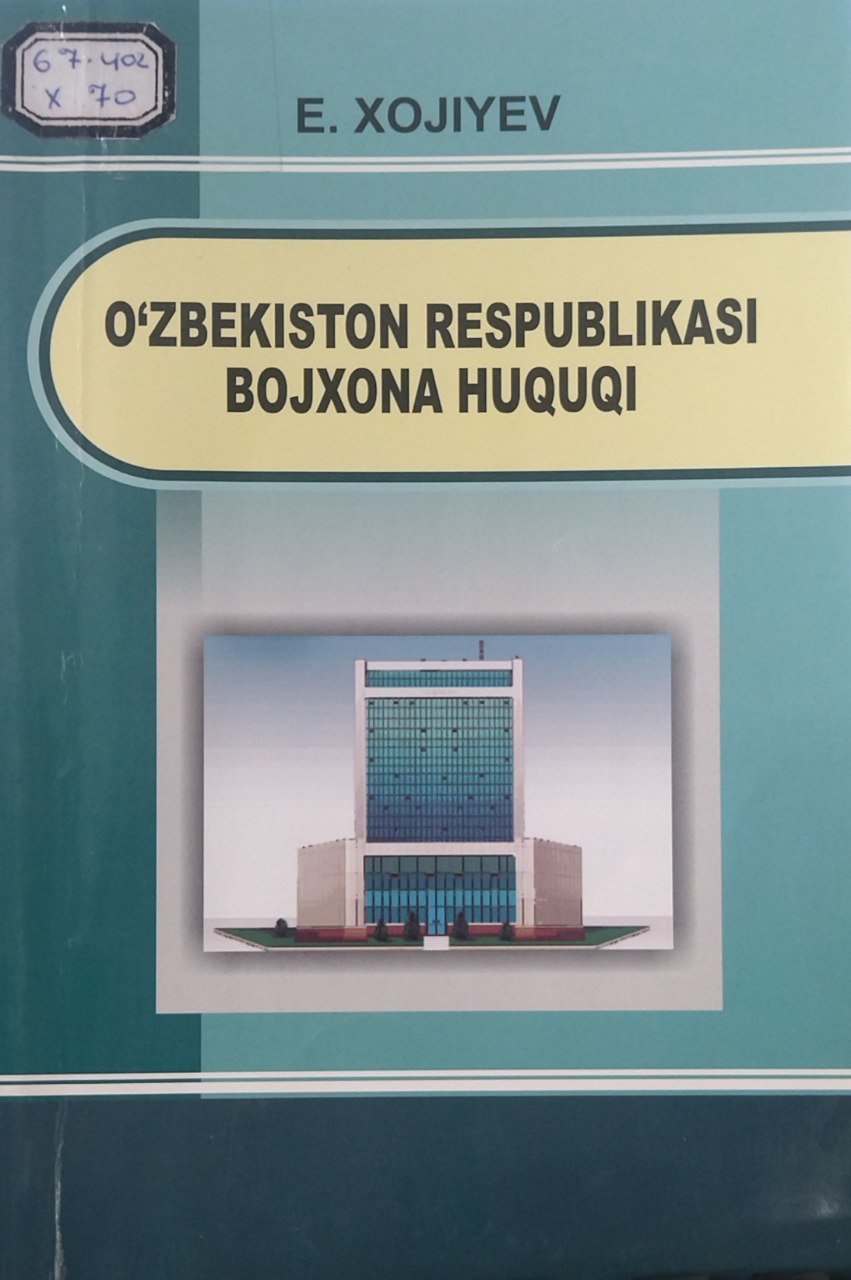 67.402
X 70
E. XOJIYEV
O‘ZBEKISTON RESPUBLIKASI
BOJXONA HUQUQI